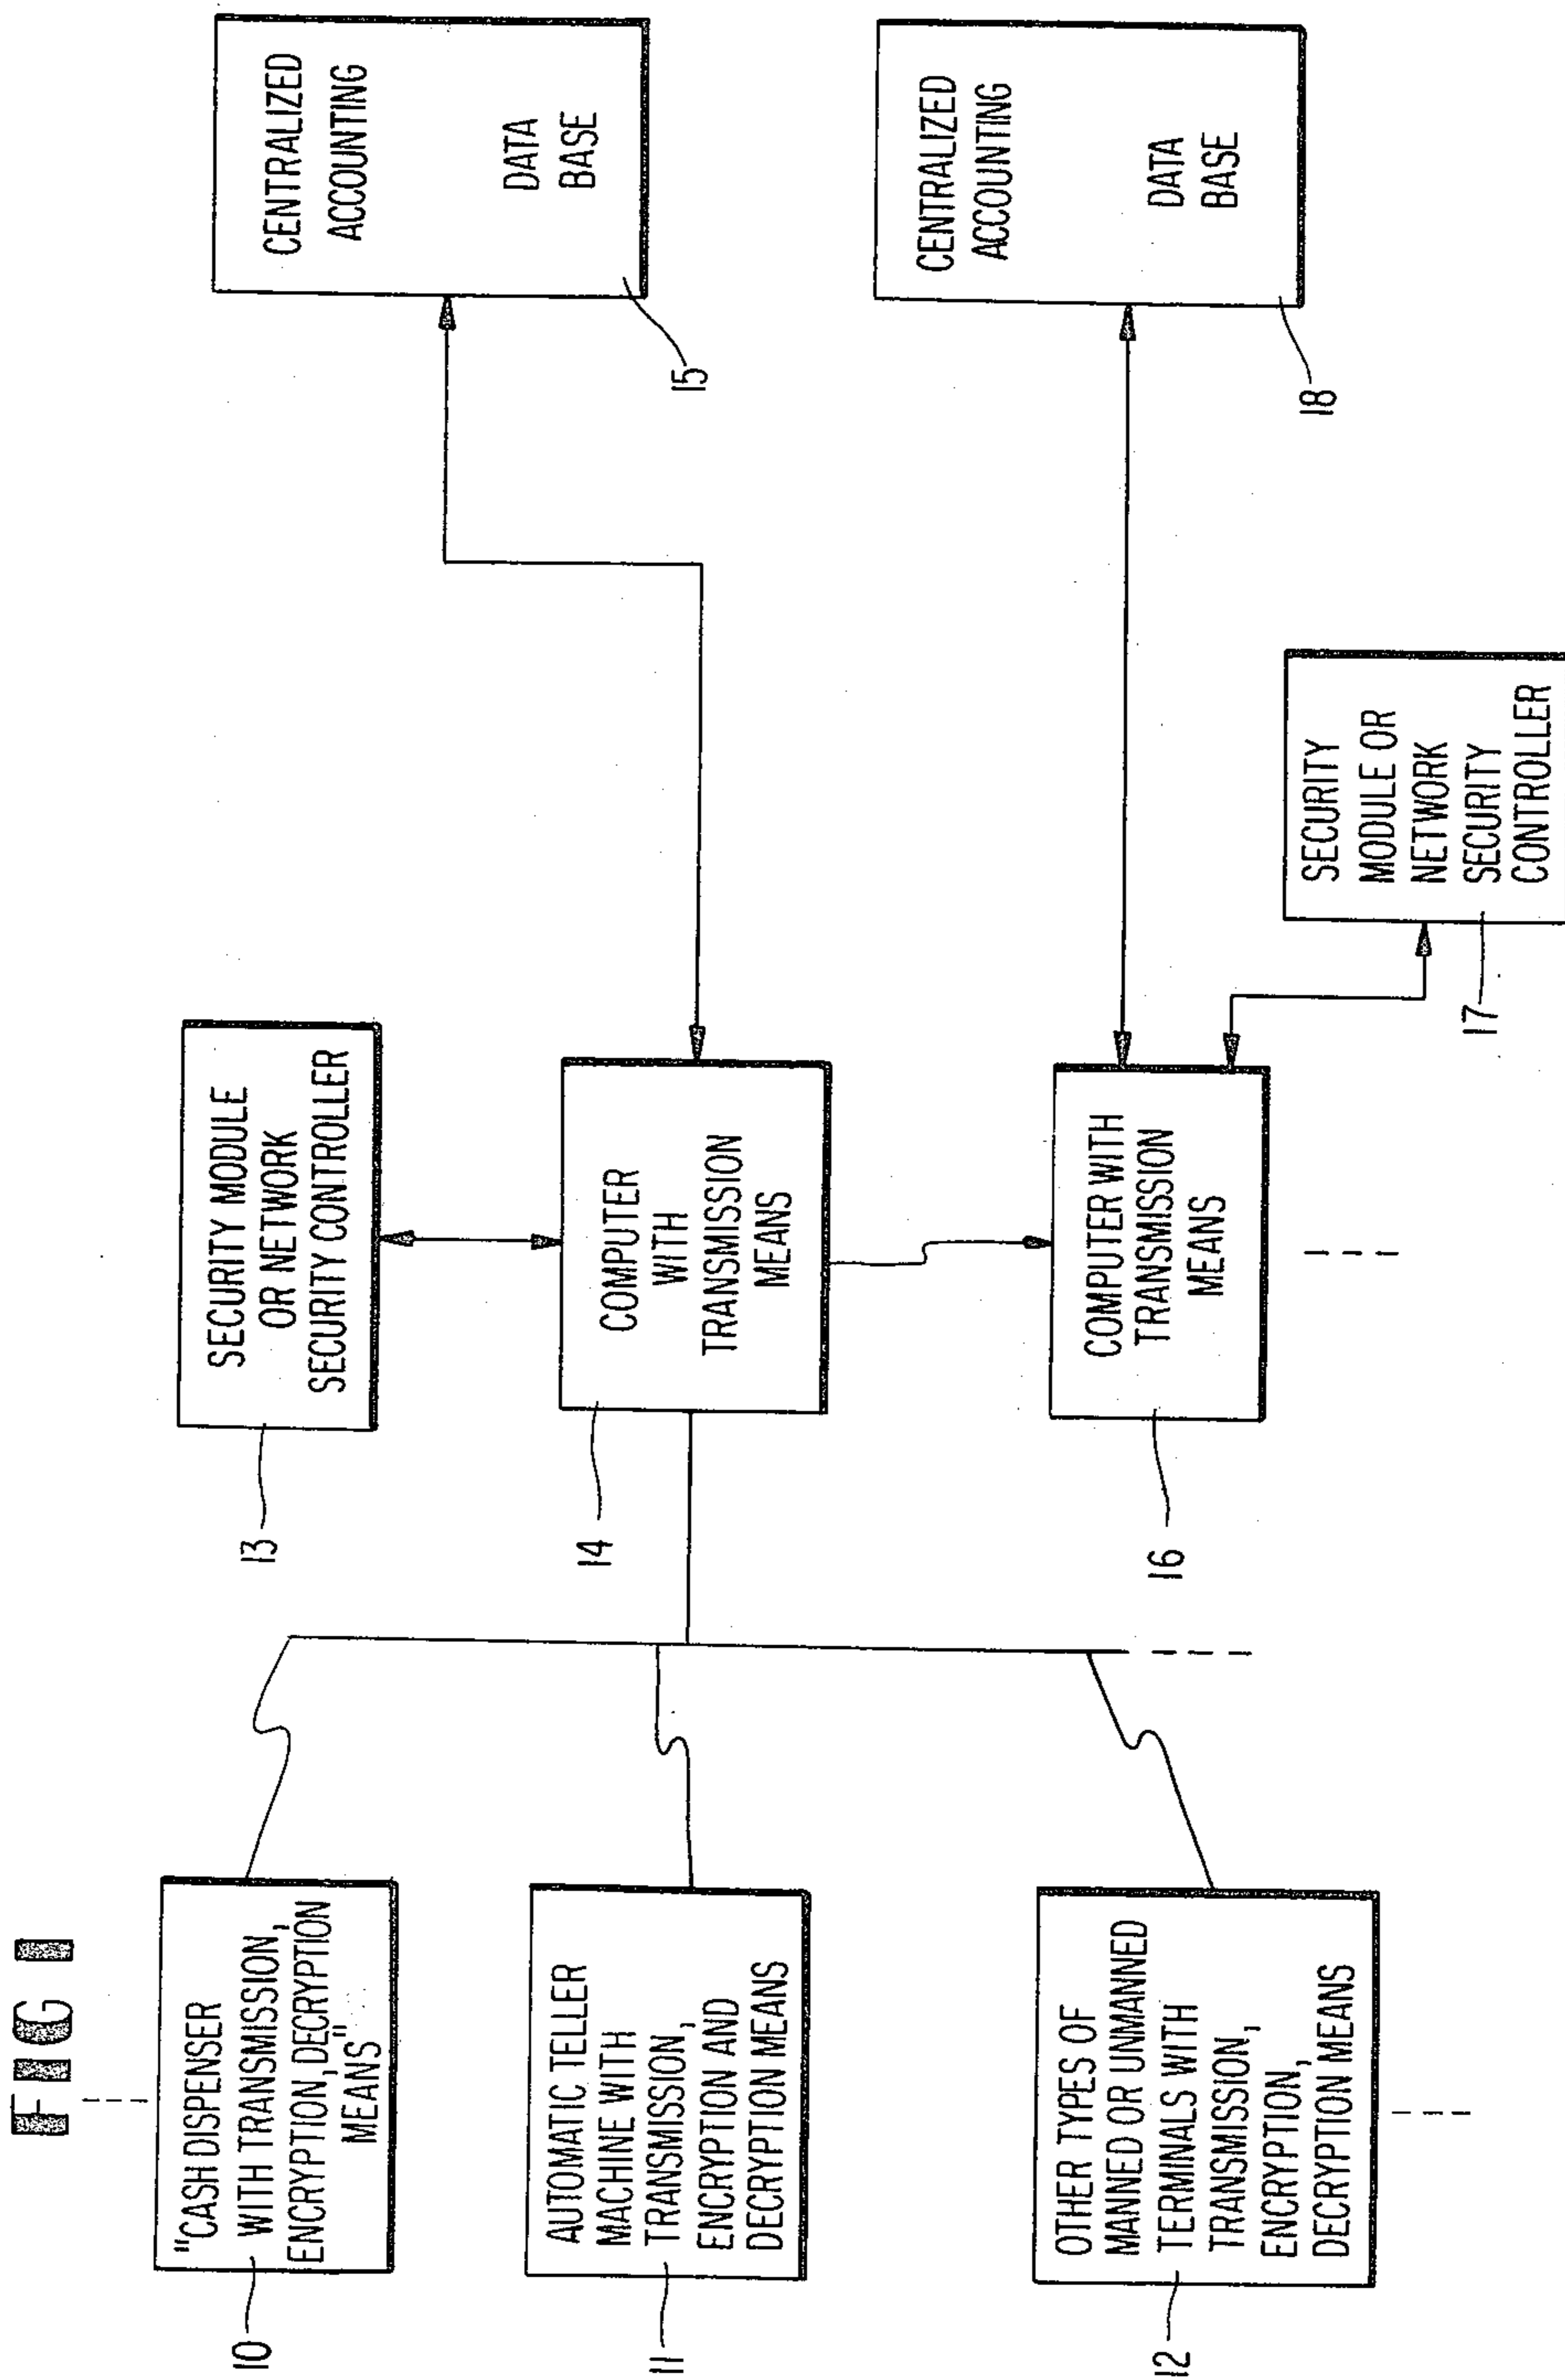 FIG 1
"CASH DISPENSER
WITH TRANSMISSION,
ENCRYPTION, DECRYPTION
MEANS"
10
AUTOMATIC TELLER
MACHINE WITH
TRANSMISSION,
ENCRYPTION AND
DECRYPTION MEANS
11
OTHER TYPES OF
MANNED OR UNMANNED
TERMINALS WITH
TRANSMISSION,
ENCRYPTION,
DECRYPTION MEANS
12
SECURITY MODULE
OR NETWORK
SECURITY CONTROLLER
13
COMPUTER
WITH
TRANSMISSION
MEANS
14
COMPUTER WITH
TRANSMISSION
MEANS
16
SECURITY
MODULE OR
NETWORK
SECURITY
CONTROLLER
17
CENTRALIZED
ACCOUNTING
DATA
BASE
15
CENTRALIZED
ACCOUNTING
DATA
BASE
18